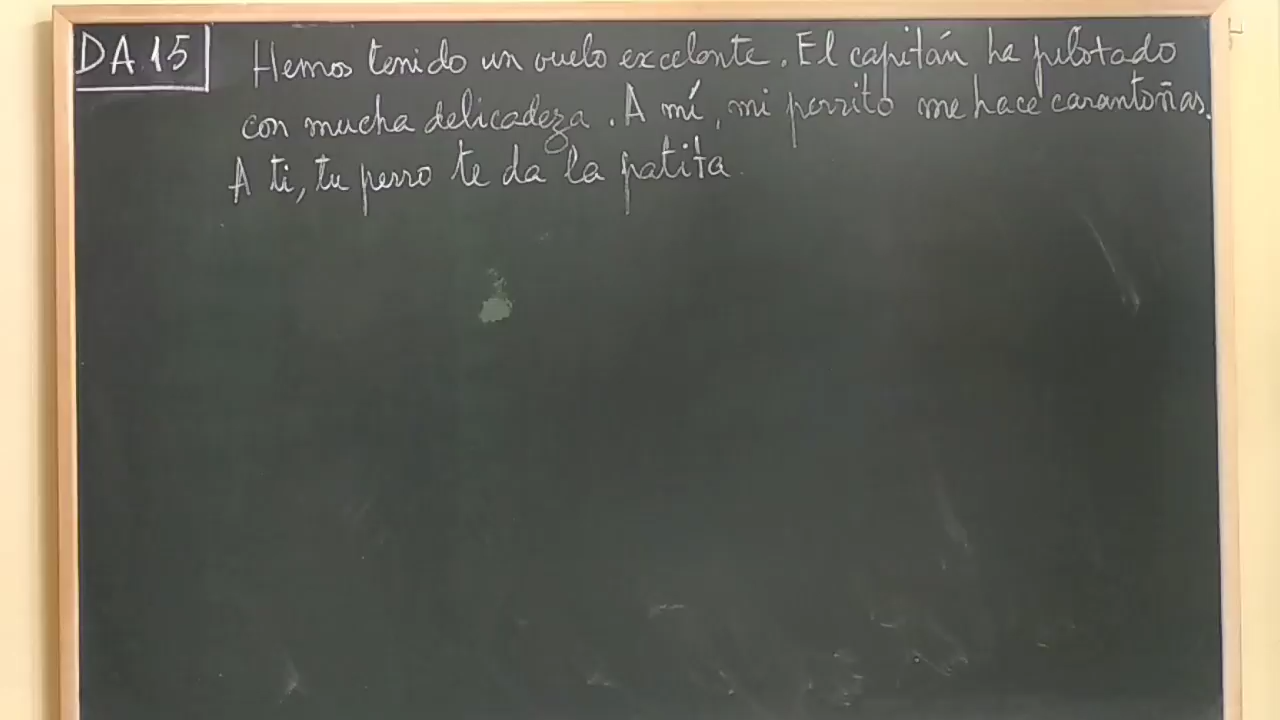 DA.15 Hemos tenido un vuelo excelente. El capitán ha pilotado
con mucha delicadeza. A mí, mi perrito me hace carantoñas.
A ti, tu perro te da la patita.